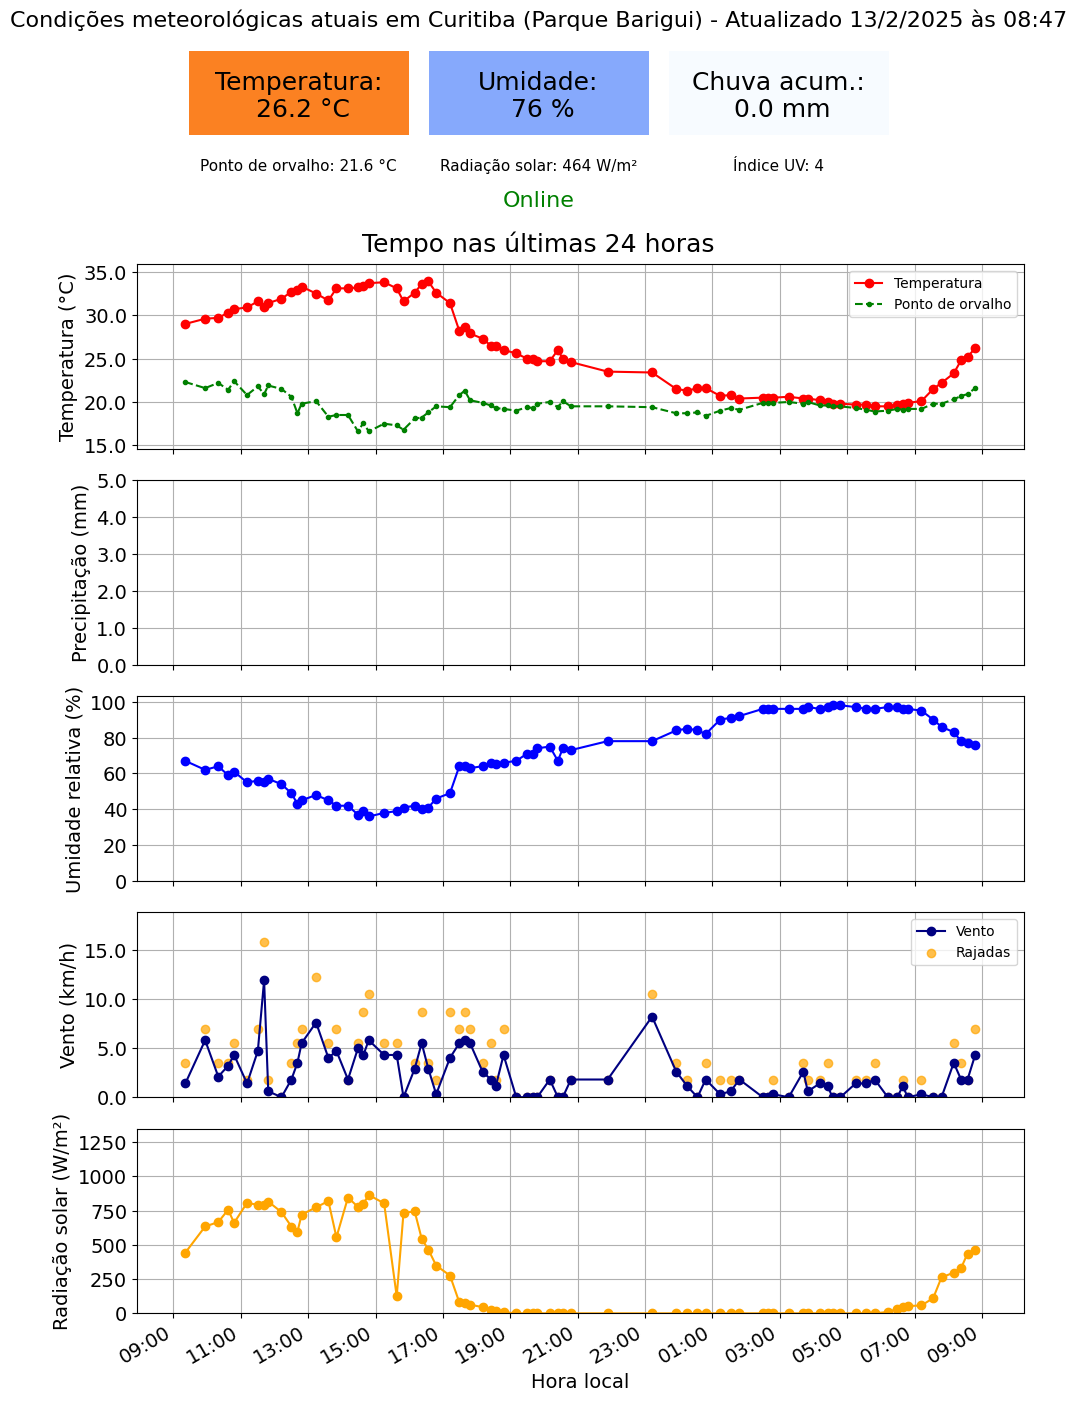 Condições meteorológicas atuais em Curitiba (Parque Barigui) - Atualizado 13/2/2025 às 08:47
Temperatura:
26.2 °C
Umidade:
76 %
Chuva acum.:
0.0 mm
Ponto de orvalho: 21.6 °C
Radiação solar: 464 W/m²
Índice UV: 4
Online
Tempo nas últimas 24 horas
Temperatura (°C)
35.0
30.0
25.0
20.0
15.0
Temperatura
Ponto de orvalho
Precipitação (mm)
5.0
4.0
3.0
2.0
1.0
0.0
Umidade relativa (%)
100
80
60
40
20
0
Vento (km/h)
15.0
10.0
5.0
0.0
Vento
Rajadas
Radiação solar (W/m²)
1250
1000
750
500
250
0
09:00
11:00
13:00
15:00
17:00
19:00
21:00
23:00
01:00
03:00
05:00
07:00
09:00
Hora local